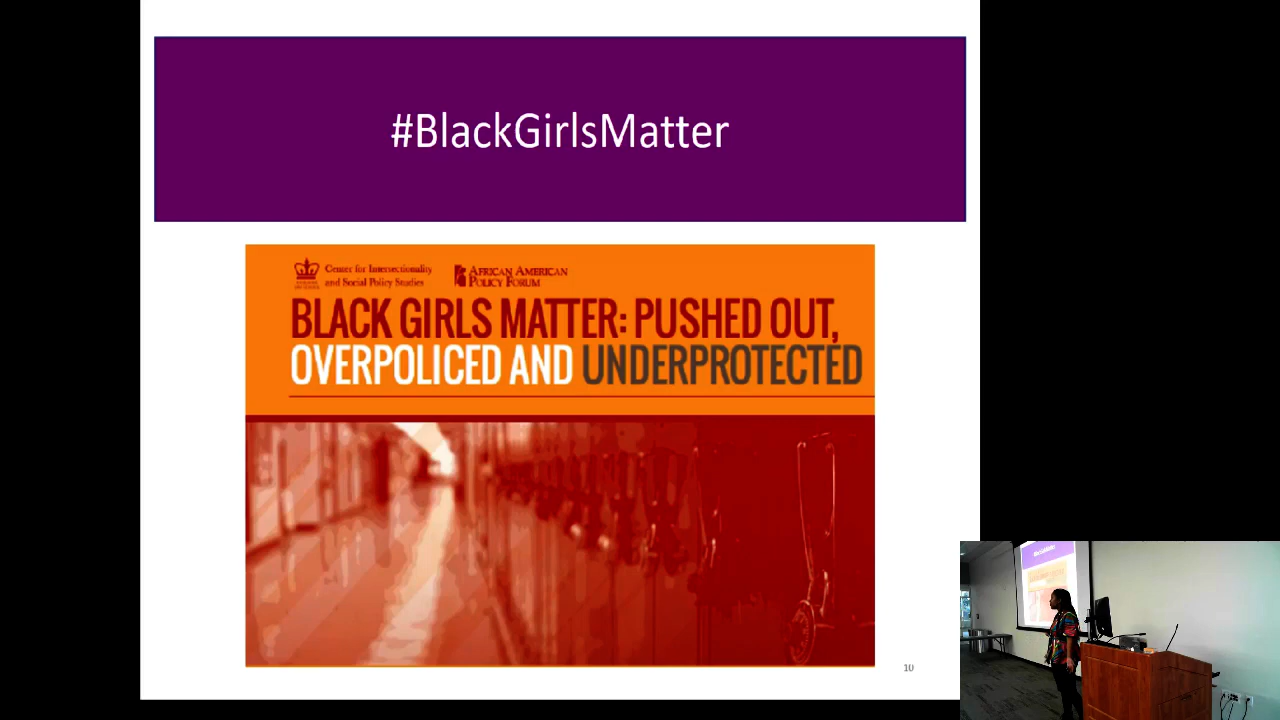 #BlackGirlsMatter
Center for Intersectionality
and Social Policy Studies
AFRICAN AMERICAN
POLICY FORUM
BLACK GIRLS MATTER: PUSHED OUT,
OVERPOLICED AND UNDERPROTECTED
10